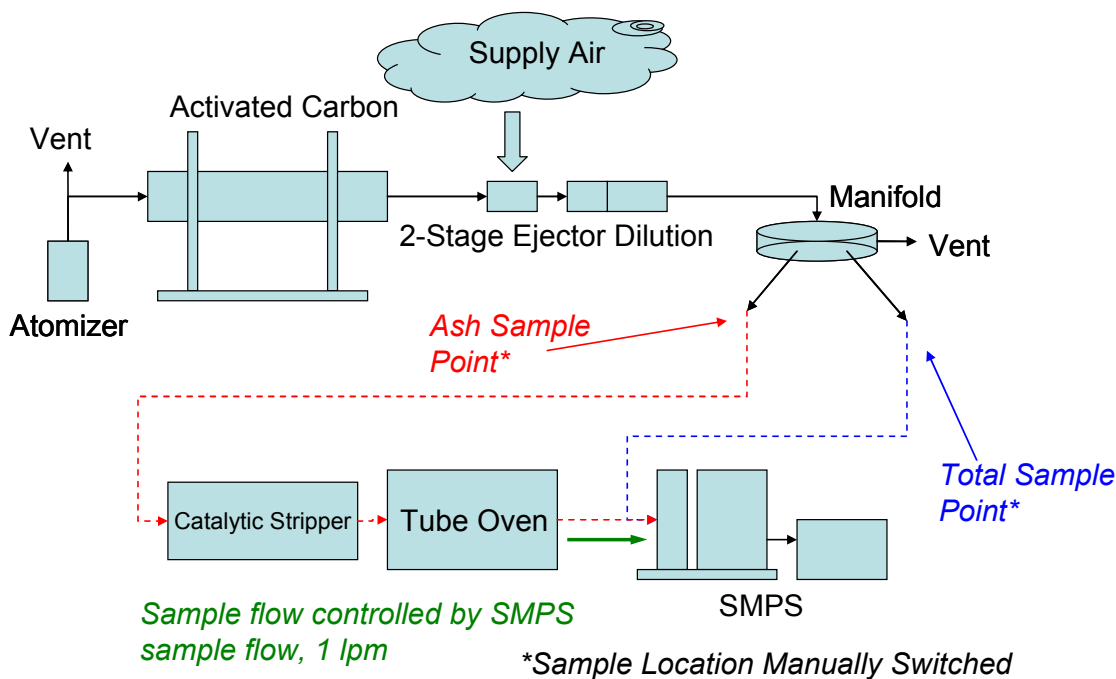 Supply Air
Activated Carbon
Vent
Atomizer
2-Stage Ejector Dilution
Manifold
Vent
Ash Sample
Point*
Total Sample
Point*
Catalytic Stripper
Tube Oven
SMPS
Sample flow controlled by SMPS
sample flow, 1 lpm
*Sample Location Manually Switched